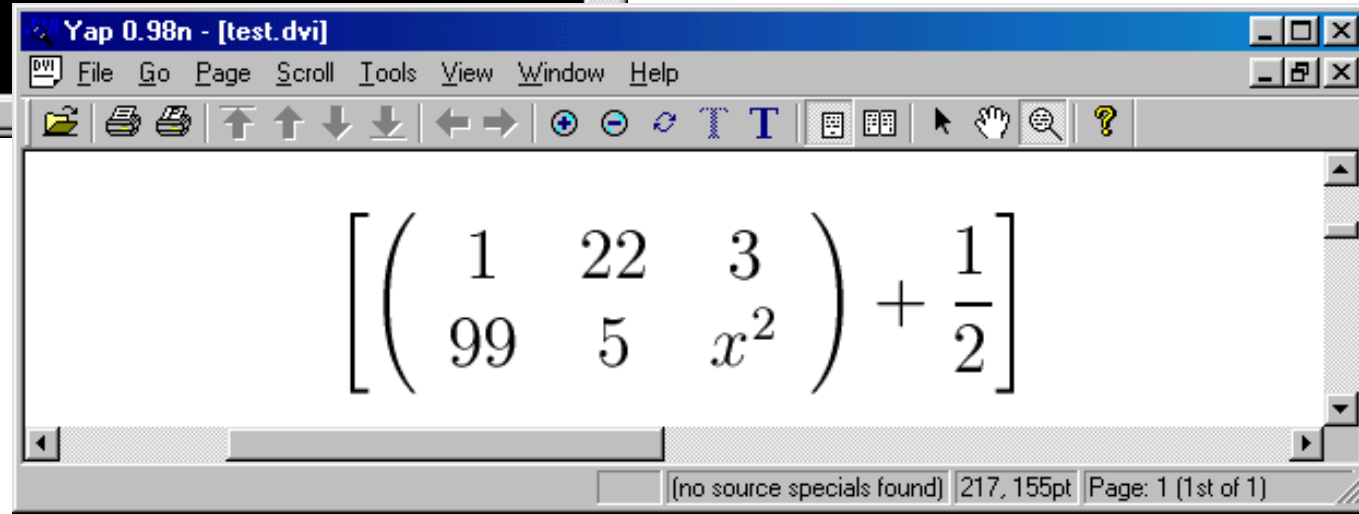 Yap 0.98n - [test.dvi]
File Go Page Scroll Tools View Window Help
1 22 3
99 5 x²
+ 1/2
(no source specials found) 217, 155pt Page: 1 (1st of 1)